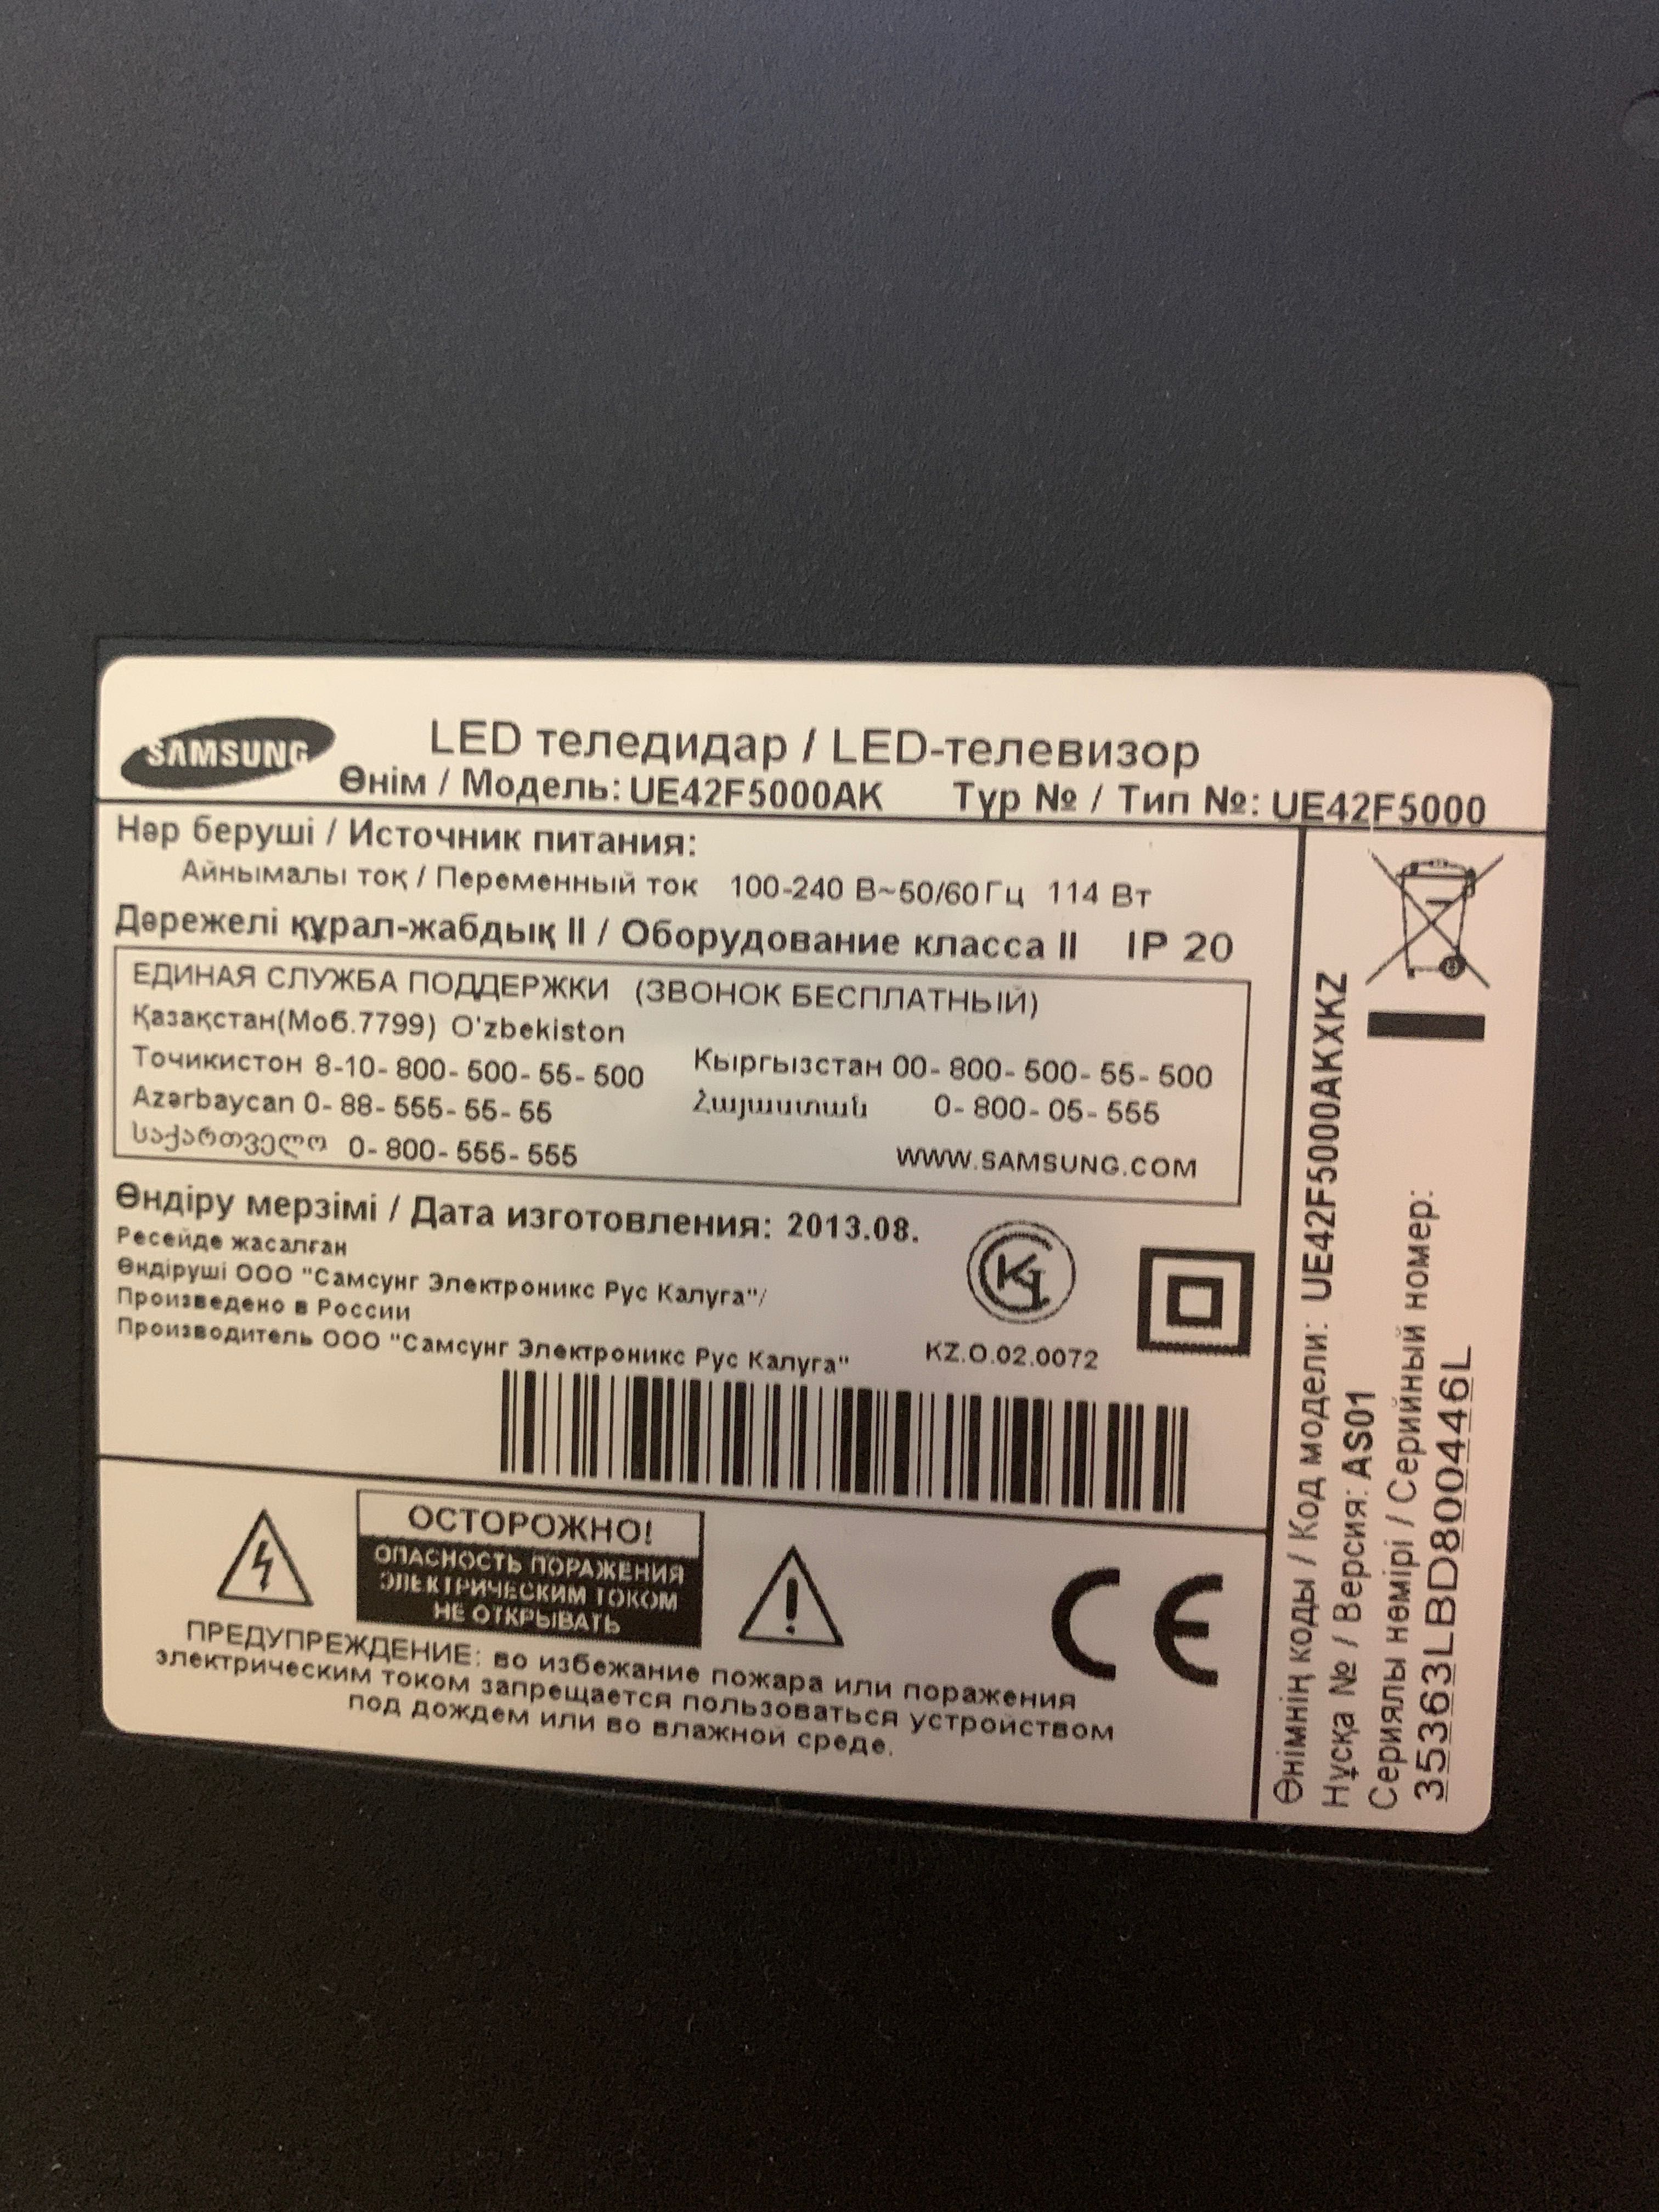 SAMSUNG
LED теледидар / LED-телевизор
Өнім / Модель: UE42F5000AK Түр № / Тип №: UE42F5000
Нәр беруші / Источник питания:
Айнымалы тоқ / Переменный ток 100-240 В~50/60Гц 114 Вт
Дәрежелі құрал-жабдық II / Оборудование класса II IP 20
ЕДИНАЯ СЛУЖБА ПОДДЕРЖКИ (ЗВОНОК БЕСПЛАТНЫЙ)
Қазақстан(Моб.7799) O'zbekiston
Точикистон 8-10-800-500-55-500 Кыргызстан 00-800-500-55-500
Azərbaycan 0-88-555-55-55 Հայաստան 0-800-05-555
საქართველო 0-800-555-555 WWW.SAMSUNG.COM
Өндіру мерзімі / Дата изготовления: 2013.08.
Ресейде жасалған
Өндіруші ООО "Самсунг Электроникс Рус Калуга"/
Произведено в России
Производитель ООО "Самсунг Электроникс Рус Калуга"
KZ.O.02.0072
ОСТОРОЖНО!
ОПАСНОСТЬ ПОРАЖЕНИЯ
ЭЛЕКТРИЧЕСКИМ ТОКОМ
НЕ ОТКРЫВАТЬ
CE
ПРЕДУПРЕЖДЕНИЕ: во избежание пожара или поражения
электрическим током запрещается пользоваться устройством
под дождем или во влажной среде.
Өнімнің коды / Код модели: UE42F5000AKXKZ
Нұсқа № / Версия: AS01
Сериялы нөмірі / Серийный номер:
35363LBD800446L